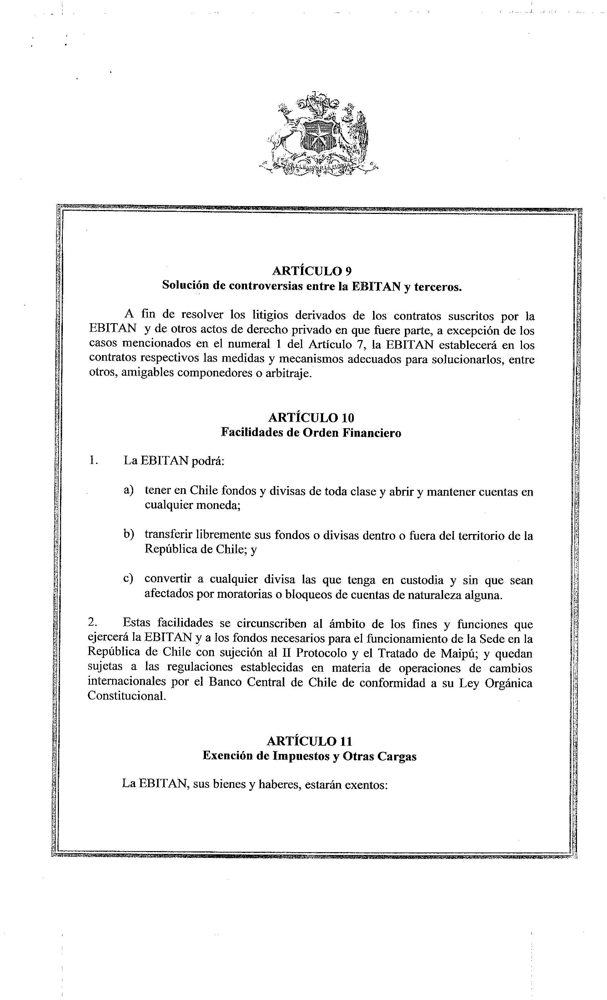 ARTÍCULO 9
Solución de controversias entre la EBITAN y terceros.
A fin de resolver los litigios derivados de los contratos suscritos por la
EBITAN y de otros actos de derecho privado en que fuere parte, a excepción de los
casos mencionados en el numeral 1 del Artículo 7, la EBITAN establecerá en los
contratos respectivos las medidas y mecanismos adecuados para solucionarlos, entre
otros, amigables componedores o arbitraje.
ARTÍCULO 10
Facilidades de Orden Financiero
1. La EBITAN podrá:
a) tener en Chile fondos y divisas de toda clase y abrir y mantener cuentas en
cualquier moneda;
b) transferir libremente sus fondos o divisas dentro o fuera del territorio de la
República de Chile; y
c) convertir a cualquier divisa las que tenga en custodia y sin que sean
afectados por moratorias o bloqueos de cuentas de naturaleza alguna.
2. Estas facilidades se circunscriben al ámbito de los fines y funciones que
ejercerá la EBITAN y a los fondos necesarios para el funcionamiento de la Sede en la
República de Chile con sujeción al II Protocolo y el Tratado de Maipú; y quedan
sujetas a las regulaciones establecidas en materia de operaciones de cambios
internacionales por el Banco Central de Chile de conformidad a su Ley Orgánica
Constitucional.
ARTÍCULO 11
Exención de Impuestos y Otras Cargas
La EBITAN, sus bienes y haberes, estarán exentos: